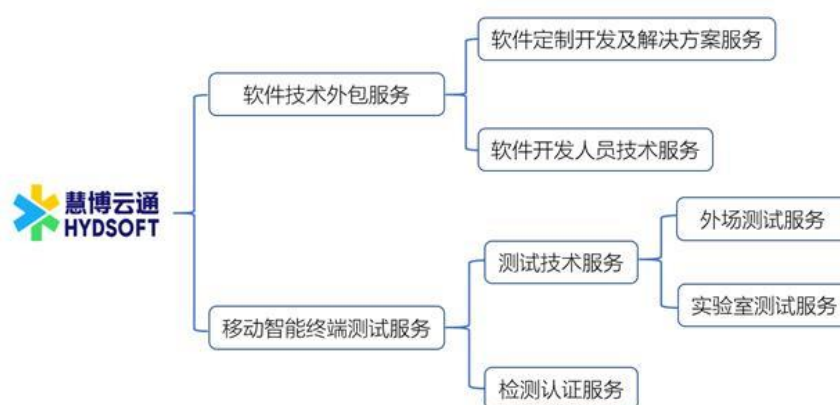 软件定制开发及解决方案服务
软件技术外包服务
软件开发人员技术服务
慧博云通
HYDSOFT
外场测试服务
测试技术服务
实验室测试服务
移动智能终端测试服务
检测认证服务